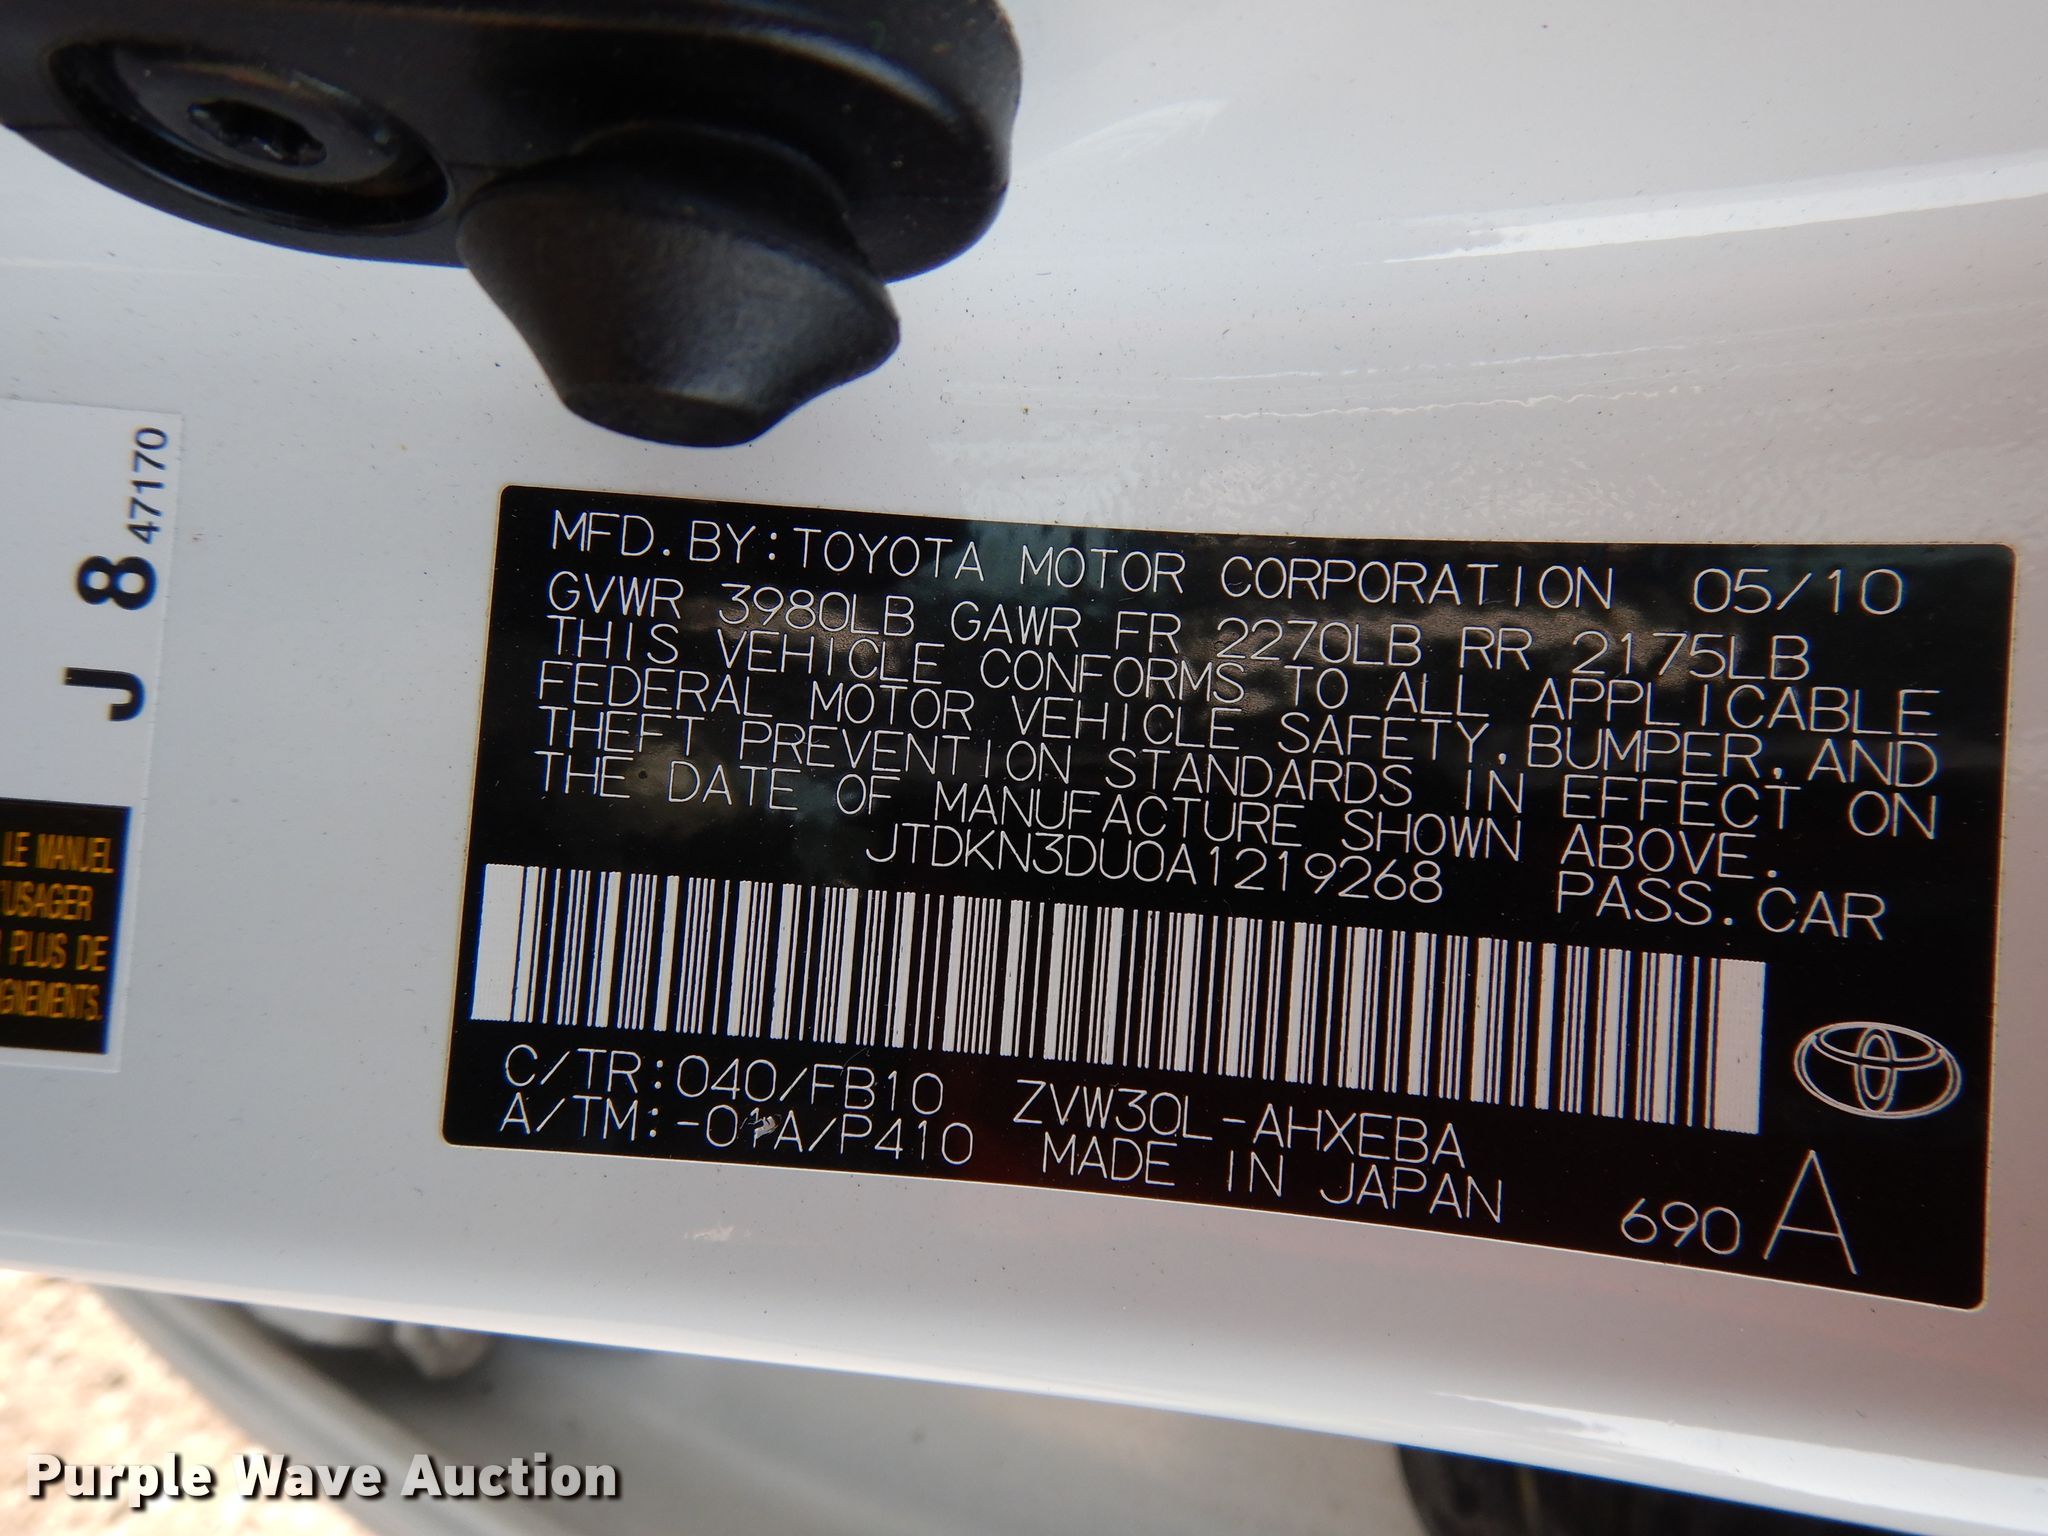 MFD. BY: TOYOTA MOTOR CORPORATION 05/10
GVWR 3980LB GAWR FR 2270LB RR 2175LB
THIS VEHICLE CONFORMS TO ALL APPLICABLE
FEDERAL MOTOR VEHICLE SAFETY, BUMPER, AND
THEFT PREVENTION STANDARDS IN EFFECT ON
THE DATE OF MANUFACTURE SHOWN ABOVE.
JTDKN3DU0A1219268 PASS. CAR
C/TR: 040/FB10 ZVW30L-AHXEBA
A/TM: -01A/P410 MADE IN JAPAN
690 A
J 8
47170
LE MANUEL
USAGER
PLUS DE
Purple Wave Auction